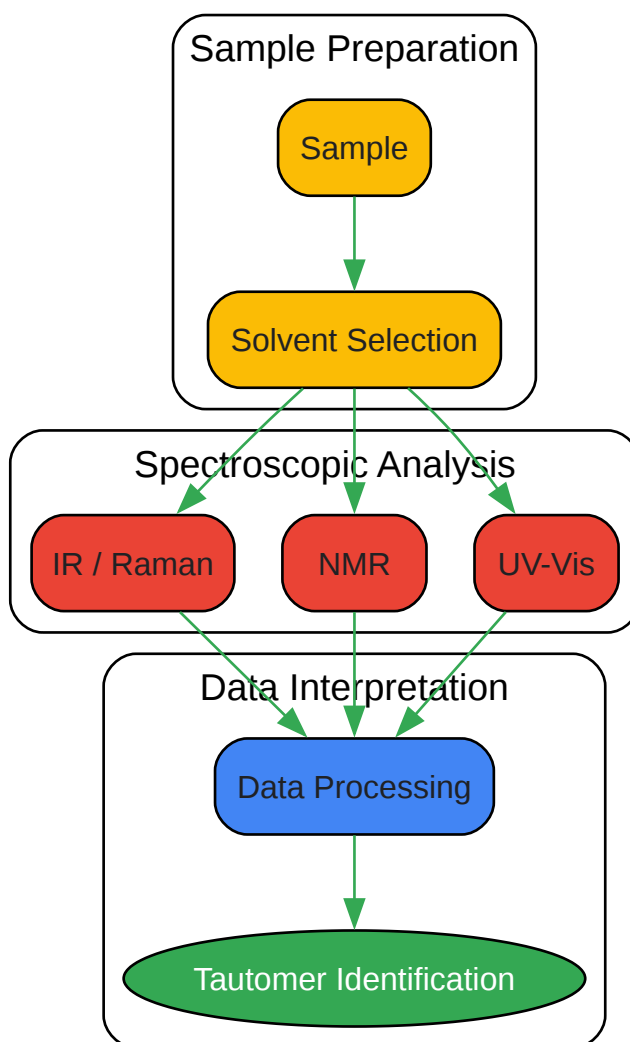 Sample Preparation
Sample
Solvent Selection
Spectroscopic Analysis
IR / Raman
NMR
UV-Vis
Data Interpretation
Data Processing
Tautomer Identification